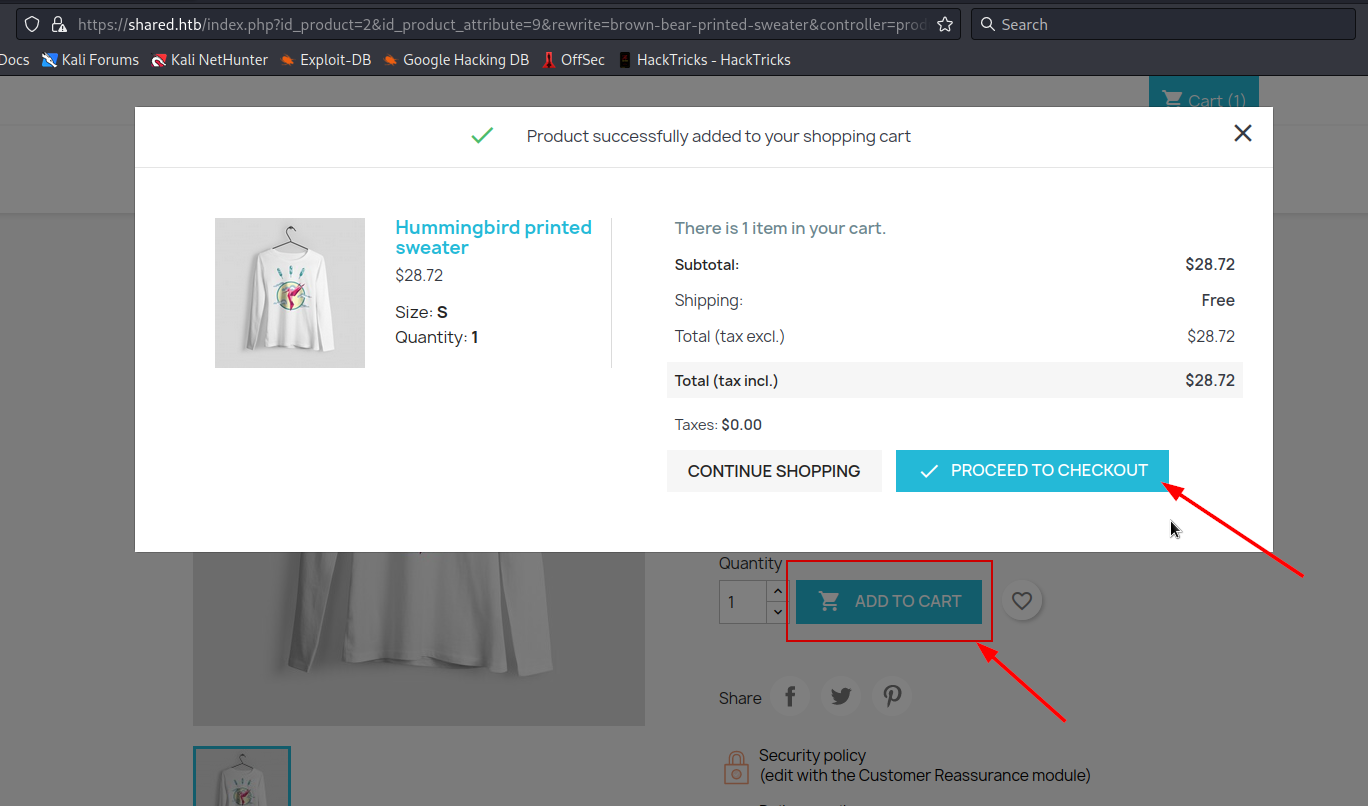 https://shared.htb/index.php?id_product=2&id_product_attribute=9&rewrite=brown-bear-printed-sweater&controller=prod
Search
Docs Kali Forums Kali NetHunter Exploit-DB Google Hacking DB OffSec HackTricks - HackTricks
Cart (1)
Product successfully added to your shopping cart
Hummingbird printed
sweater
$28.72
Size: S
Quantity: 1
There is 1 item in your cart.
Subtotal: $28.72
Shipping: Free
Total (tax excl.) $28.72
Total (tax incl.) $28.72
Taxes: $0.00
CONTINUE SHOPPING
PROCEED TO CHECKOUT
Quantity
1
ADD TO CART
Share
Security policy
(edit with the Customer Reassurance module)